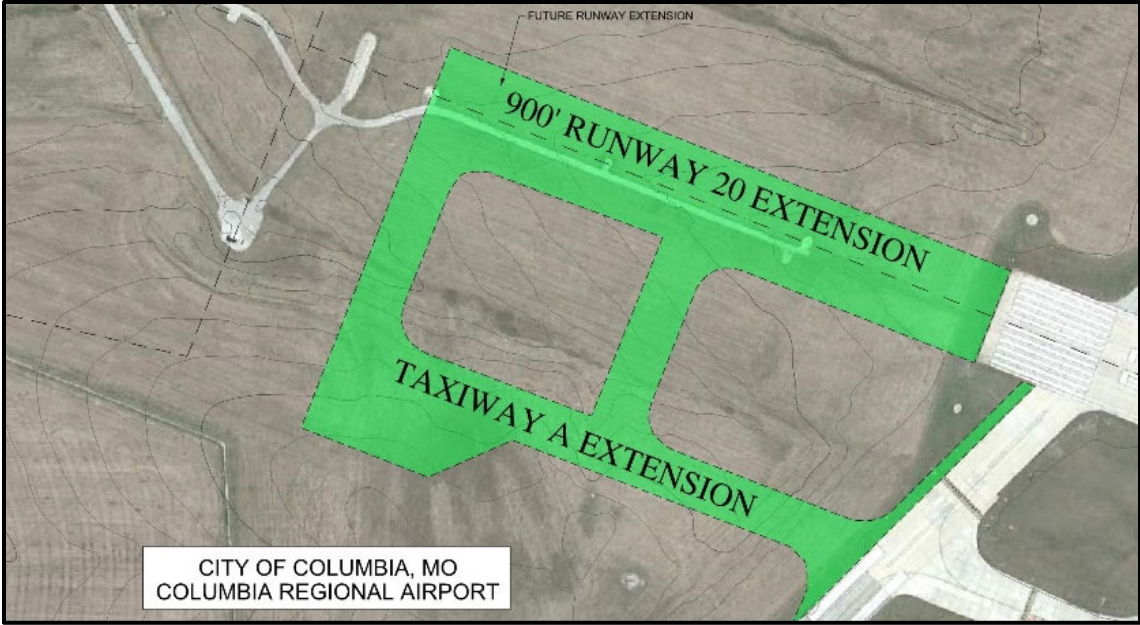 FUTURE RUNWAY EXTENSION
900' RUNWAY 20 EXTENSION
TAXIWAY A EXTENSION
CITY OF COLUMBIA, MO
COLUMBIA REGIONAL AIRPORT